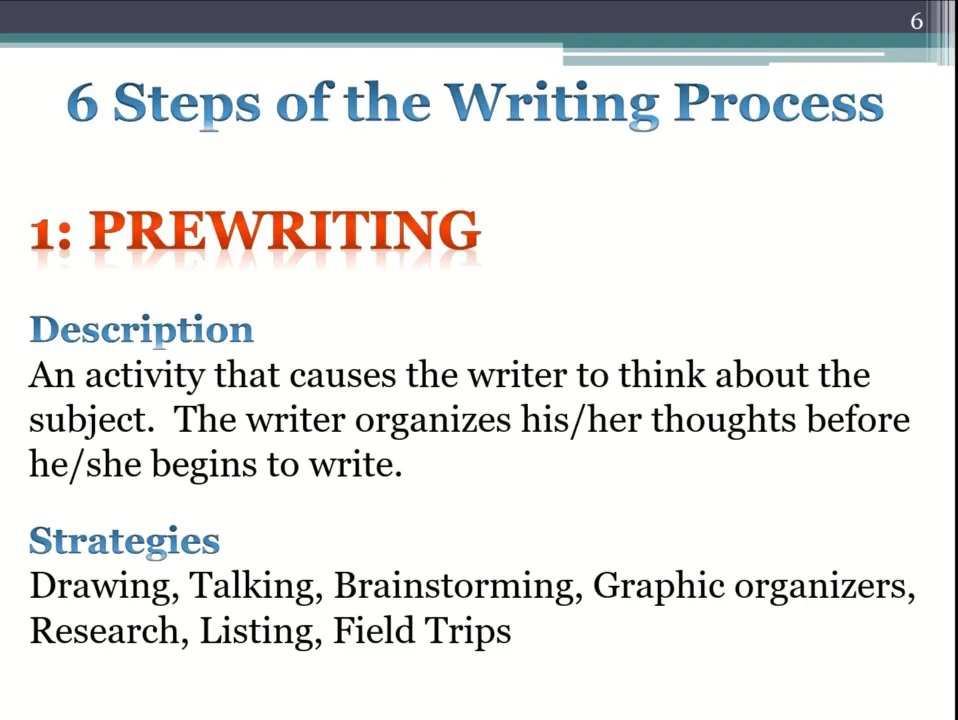 6
6 Steps of the Writing Process
1: PREWRITING
Description
An activity that causes the writer to think about the
subject.  The writer organizes his/her thoughts before
he/she begins to write.
Strategies
Drawing, Talking, Brainstorming, Graphic organizers,
Research, Listing, Field Trips